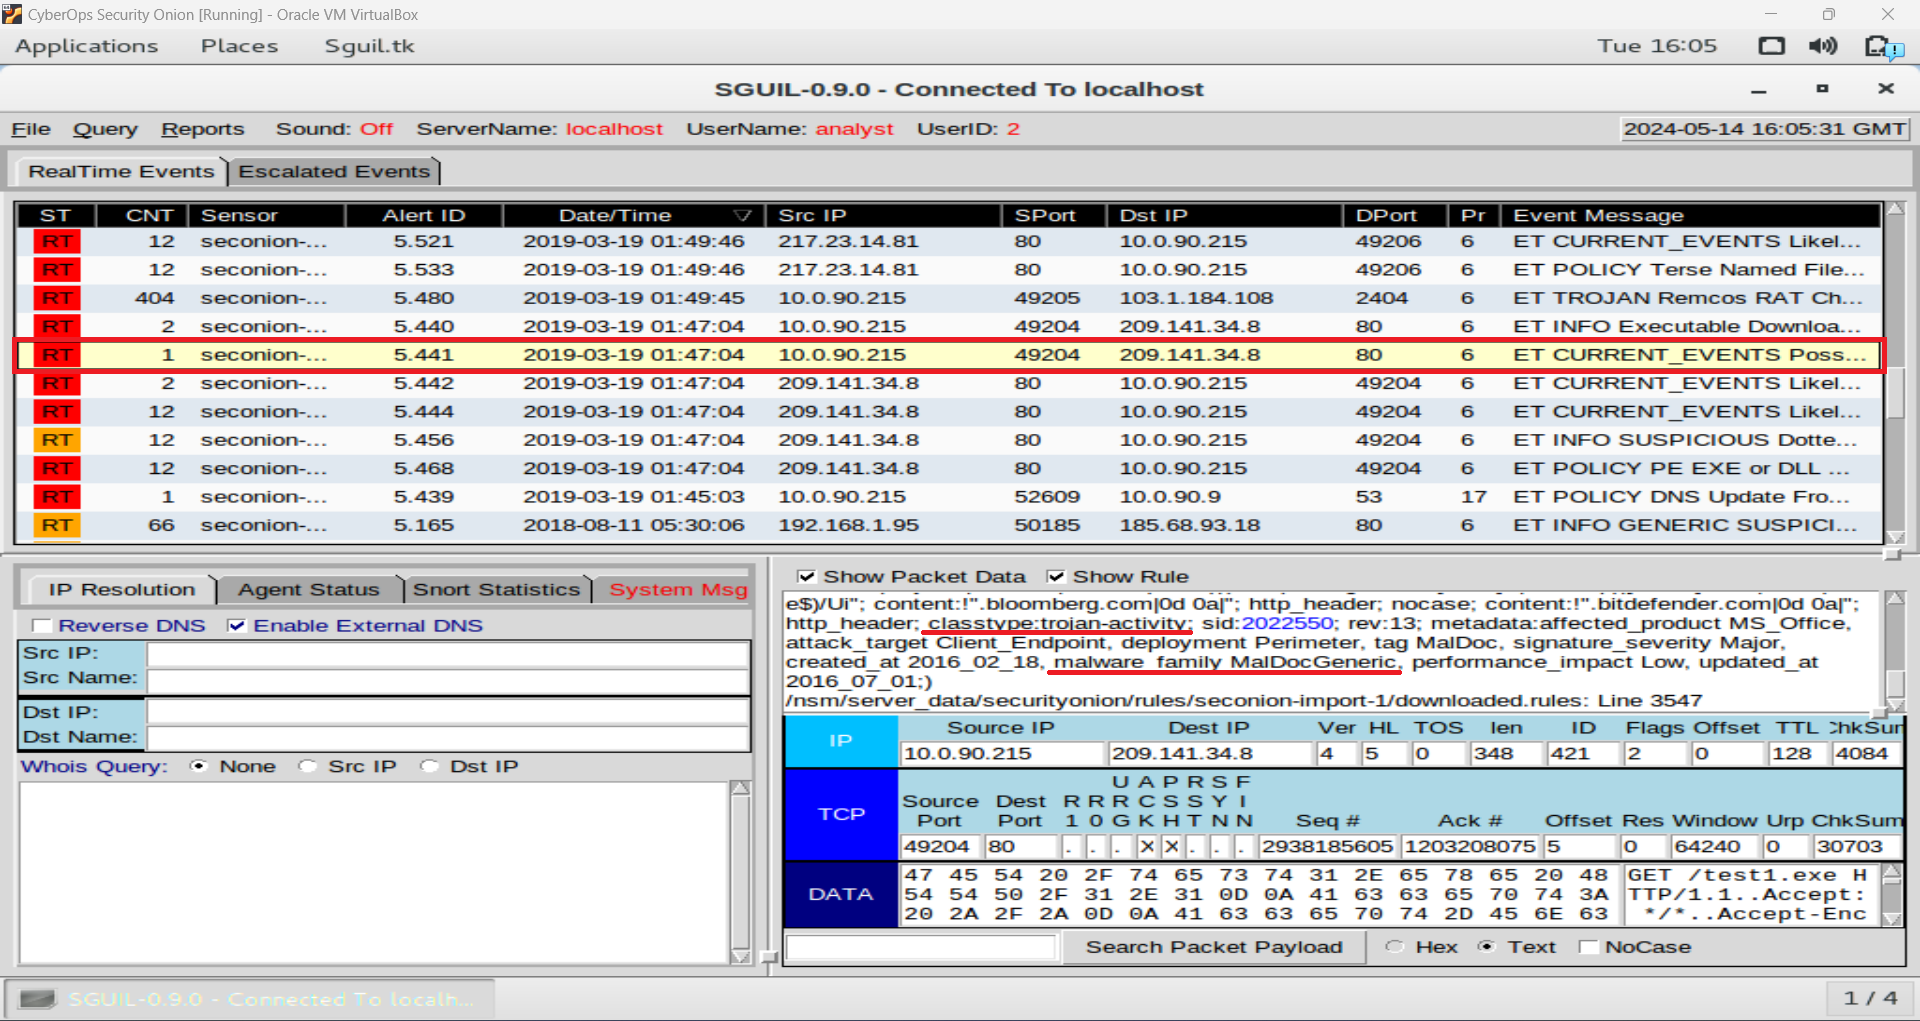 CyberOps Security Onion [Running] - Oracle VM VirtualBox
Applications Places Sguil.tk Tue 16:05
SGUIL-0.9.0 - Connected To localhost
File Query Reports Sound: Off ServerName: localhost UserName: analyst UserID: 2 2024-05-14 16:05:31 GMT
RealTime Events Escalated Events
ST CNT Sensor Alert ID Date/Time Src IP SPort Dst IP DPort Pr Event Message
RT 12 seconion-... 5.521 2019-03-19 01:49:46 217.23.14.81 80 10.0.90.215 49206 6 ET CURRENT_EVENTS Likel...
RT 12 seconion-... 5.533 2019-03-19 01:49:46 217.23.14.81 80 10.0.90.215 49206 6 ET POLICY Terse Named File...
RT 404 seconion-... 5.480 2019-03-19 01:49:45 10.0.90.215 49205 103.1.184.108 2404 6 ET TROJAN Remcos RAT Ch...
RT 2 seconion-... 5.440 2019-03-19 01:47:04 10.0.90.215 49204 209.141.34.8 80 6 ET INFO Executable Downloa...
RT 1 seconion-... 5.441 2019-03-19 01:47:04 10.0.90.215 49204 209.141.34.8 80 6 ET CURRENT_EVENTS Poss...
RT 2 seconion-... 5.442 2019-03-19 01:47:04 209.141.34.8 80 10.0.90.215 49204 6 ET CURRENT_EVENTS Likel...
RT 12 seconion-... 5.444 2019-03-19 01:47:04 209.141.34.8 80 10.0.90.215 49204 6 ET CURRENT_EVENTS Likel...
RT 12 seconion-... 5.456 2019-03-19 01:47:04 209.141.34.8 80 10.0.90.215 49204 6 ET INFO SUSPICIOUS Dotte...
RT 12 seconion-... 5.468 2019-03-19 01:47:04 209.141.34.8 80 10.0.90.215 49204 6 ET POLICY PE EXE or DLL ...
RT 1 seconion-... 5.439 2019-03-19 01:45:03 10.0.90.215 52609 10.0.90.9 53 17 ET POLICY DNS Update Fro...
RT 66 seconion-... 5.165 2018-08-11 05:30:06 192.168.1.95 50185 185.68.93.18 80 6 ET INFO GENERIC SUSPICI...
IP Resolution Agent Status Snort Statistics System Msg
Reverse DNS Enable External DNS
Src IP:
Src Name:
Dst IP:
Dst Name:
Whois Query: None Src IP Dst IP
Show Packet Data Show Rule
e$)/Ui"; content:!".bloomberg.com|0d 0a|"; http_header; nocase; content:!".bitdefender.com|0d 0a|";
http_header; classtype:trojan-activity; sid:2022550; rev:13; metadata:affected_product MS_Office,
attack_target Client_Endpoint, deployment Perimeter, tag MalDoc, signature_severity Major,
created_at 2016_02_18, malware_family MalDocGeneric, performance_impact Low, updated_at
2016_07_01;)
/nsm/server_data/securityonion/rules/seconion-import-1/downloaded.rules: Line 3547
IP
Source IP Dest IP Ver HL TOS len ID Flags Offset TTL ChkSum
10.0.90.215 209.141.34.8 4 5 0 348 421 2 0 128 4084
TCP
U A P R S F
Source Dest R R R C S S Y I
Port Port 1 0 G K H T N N Seq # Ack # Offset Res Window Urp ChkSum
49204 80 . . . X X . . . 2938185605 1203208075 5 0 64240 0 30703
DATA
47 45 54 20 2F 74 65 73 74 31 2E 65 78 65 20 48 GET /test1.exe H
54 54 50 2F 31 2E 31 0D 0A 41 63 63 65 70 74 3A TTP/1.1..Accept:
20 2A 2F 2A 0D 0A 41 63 63 65 70 74 2D 45 6E 63 */*..Accept-Enc
Search Packet Payload Hex Text NoCase
SGUIL-0.9.0 - Connected To localh... 1 / 4